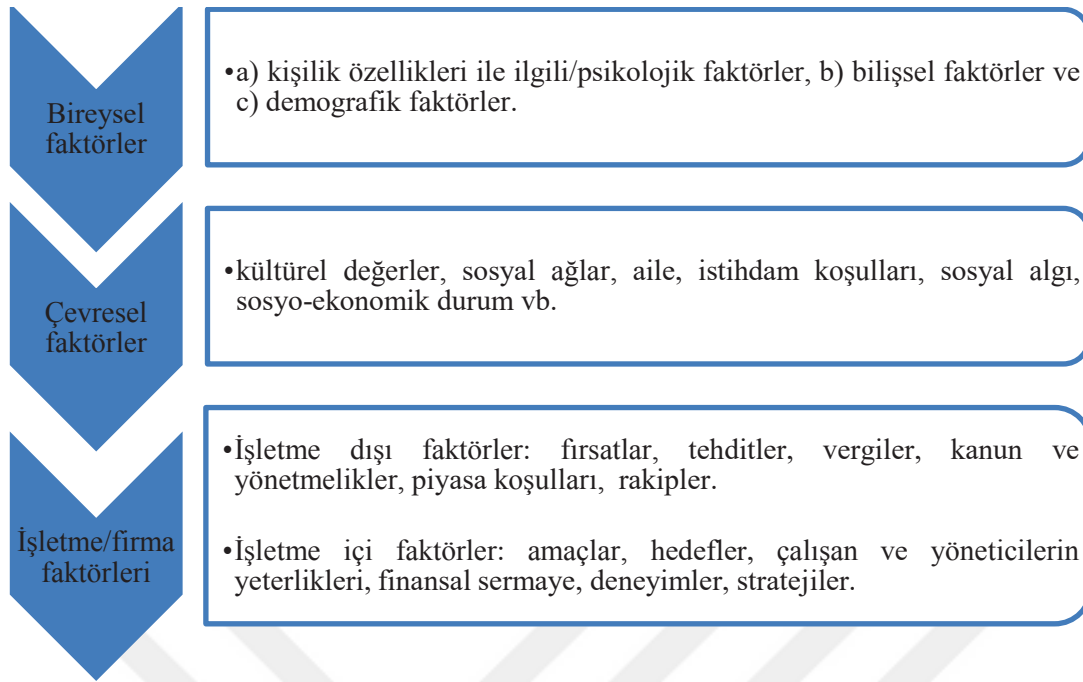 Bireysel
faktörler
•a) kişilik özellikleri ile ilgili/psikolojik faktörler, b) bilişsel faktörler ve
c) demografik faktörler.
Çevresel
faktörler
•kültürel değerler, sosyal ağlar, aile, istihdam koşulları, sosyal algı,
sosyo-ekonomik durum vb.
İşletme/firma
faktörleri
•İşletme dışı faktörler: fırsatlar, tehditler, vergiler, kanun ve
yönetmelikler, piyasa koşulları, rakipler.
•İşletme içi faktörler: amaçlar, hedefler, çalışan ve yöneticilerin
yeterlikleri, finansal sermaye, deneyimler, stratejiler.